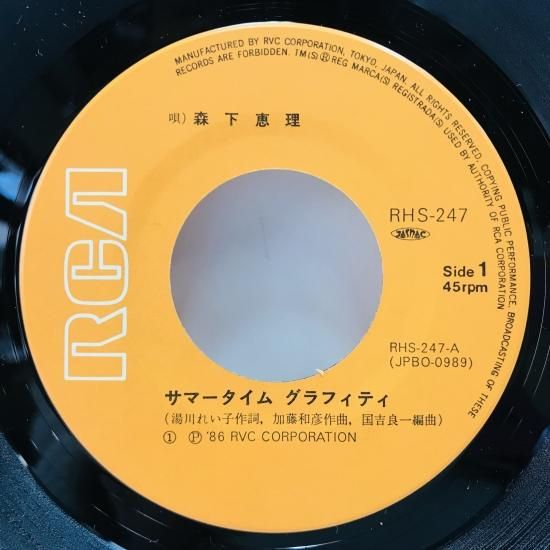 MANUFACTURED BY RVC CORPORATION, TOKYO, JAPAN. ALL RIGHTS RESERVED, COPYING PUBLIC PERFORMANCE, BROADCASTING OF THESE
RECORDS ARE FORBIDDEN. TM(S)®REG MARCA(S) REGISTRADA(S) USED BY AUTHORITY OF RCA CORPORATION
唄) 森下恵理
RCA
RHS-247
JASRAC
Side 1
45rpm
RHS-247-A
(JPBO-0989)
サマータイム グラフィティ
(湯川れい子作詞, 加藤和彦作曲, 国吉良一編曲)
① Ⓟ '86 RVC CORPORATION